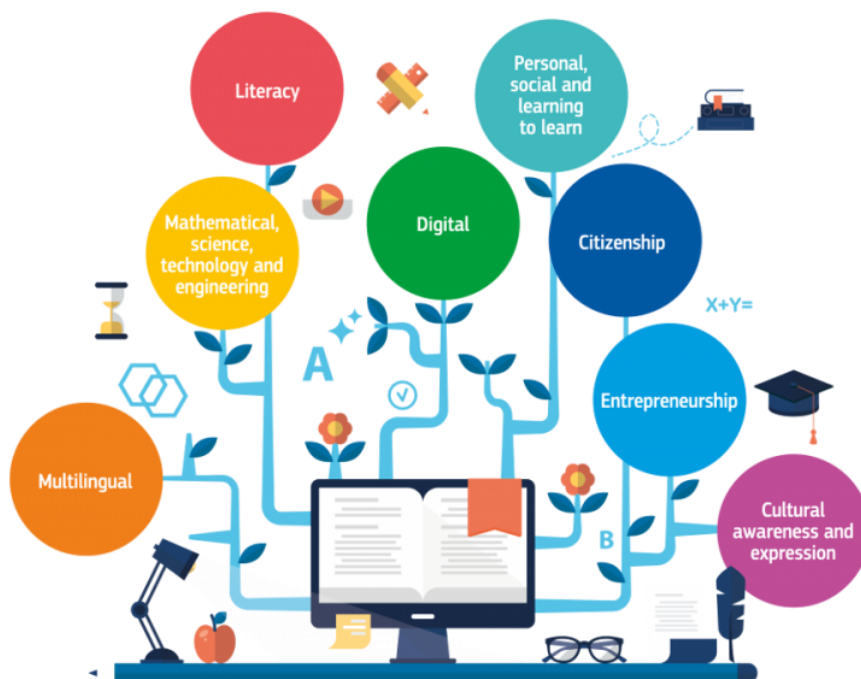 Literacy
Personal,
social and
learning
to learn
Mathematical,
science,
technology and
engineering
Digital
Citizenship
X+Y=
A
Entrepreneurship
Multilingual
Cultural
awareness and
expression
B